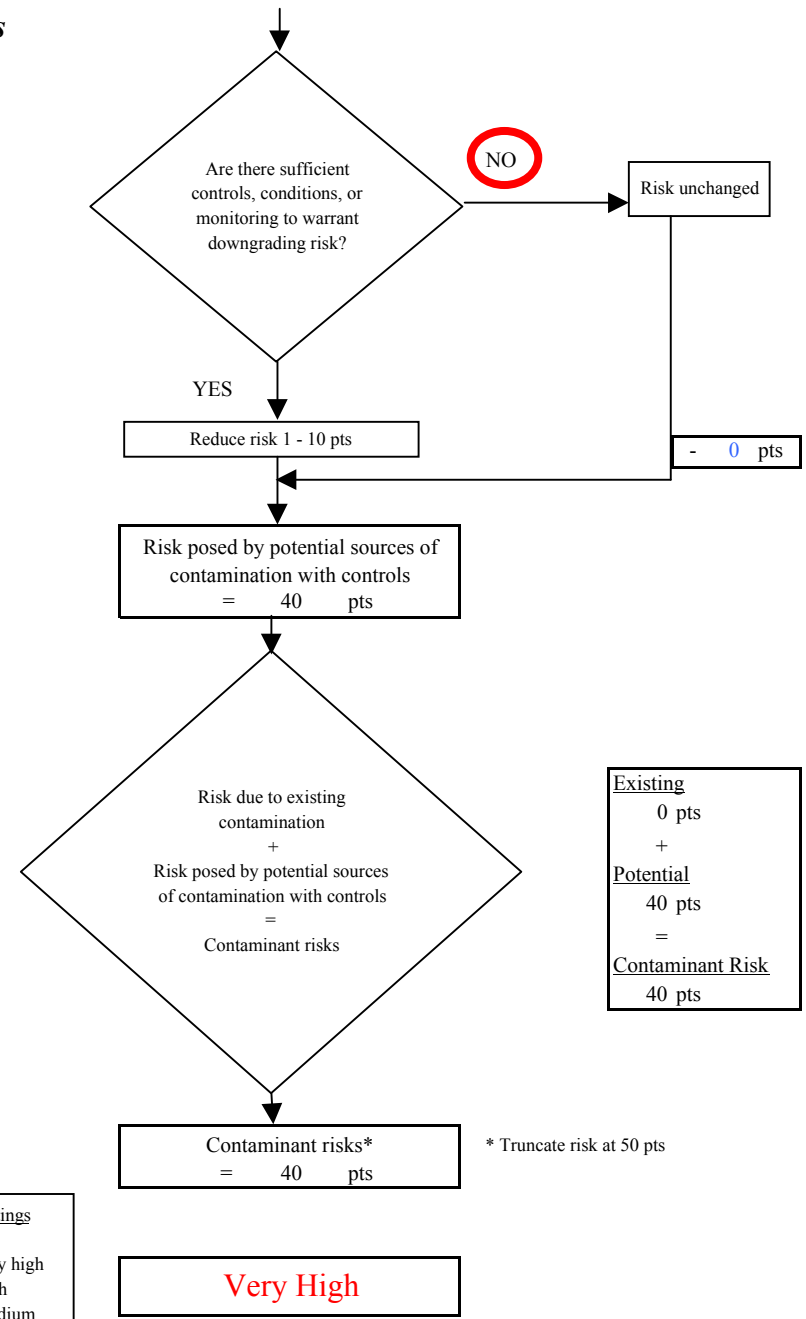 Are there sufficient
controls, conditions, or
monitoring to warrant
downgrading risk?
NO
Risk unchanged
YES
Reduce risk 1 - 10 pts
- 0 pts
Risk posed by potential sources of
contamination with controls
= 40 pts
Risk due to existing
contamination
+
Risk posed by potential sources
of contamination with controls
=
Contaminant risks
Existing
0 pts
+
Potential
40 pts
=
Contaminant Risk
40 pts
Contaminant risks*
= 40 pts
* Truncate risk at 50 pts
high
Very High